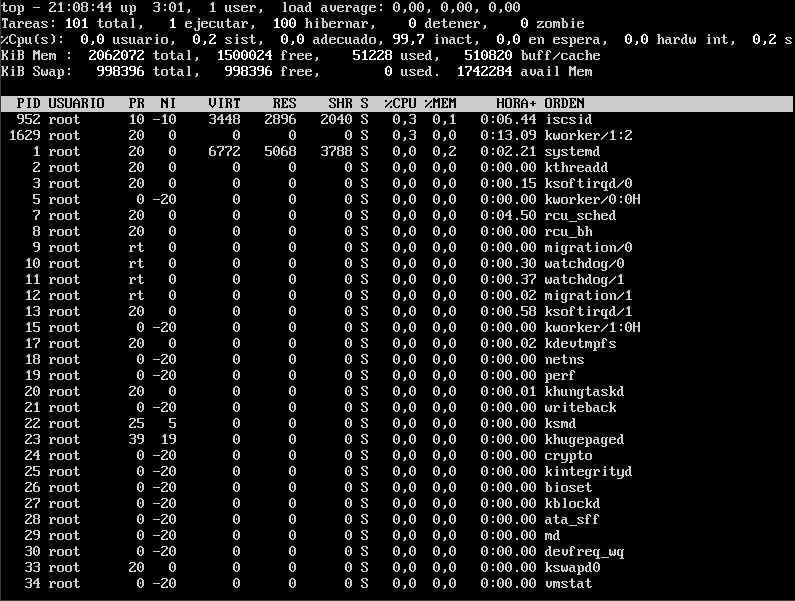 top - 21:08:44 up  3:01,  1 user,  load average: 0,00, 0,00, 0,00
Tareas: 101 total,   1 ejecutar,  100 hibernar,   0 detener,   0 zombie
%Cpu(s):  0,0 usuario,  0,2 sist,  0,0 adecuado, 99,7 inact,  0,0 en espera,  0,0 hardw int,  0,2 s
KiB Mem :  2062072 total,  1500024 free,    51228 used,   510820 buff/cache
KiB Swap:   998396 total,   998396 free,        0 used.  1742284 avail Mem
PID USUARIO   PR  NI    VIRT    RES    SHR S  %CPU %MEM     HORA+ ORDEN
952 root      10 -10    3448   2896   2040 S   0,3  0,1   0:06.44 iscsid
1629 root      20   0       0      0      0 S   0,3  0,0   0:13.09 kworker/1:2
1 root      20   0    6772   5068   3788 S   0,0  0,2   0:02.21 systemd
2 root      20   0       0      0      0 S   0,0  0,0   0:00.00 kthreadd
3 root      20   0       0      0      0 S   0,0  0,0   0:00.15 ksoftirqd/0
5 root       0 -20       0      0      0 S   0,0  0,0   0:00.00 kworker/0:0H
7 root      20   0       0      0      0 S   0,0  0,0   0:04.50 rcu_sched
8 root      20   0       0      0      0 S   0,0  0,0   0:00.00 rcu_bh
9 root      rt   0       0      0      0 S   0,0  0,0   0:00.00 migration/0
10 root      rt   0       0      0      0 S   0,0  0,0   0:00.30 watchdog/0
11 root      rt   0       0      0      0 S   0,0  0,0   0:00.37 watchdog/1
12 root      rt   0       0      0      0 S   0,0  0,0   0:00.02 migration/1
13 root      20   0       0      0      0 S   0,0  0,0   0:00.58 ksoftirqd/1
15 root       0 -20       0      0      0 S   0,0  0,0   0:00.00 kworker/1:0H
17 root      20   0       0      0      0 S   0,0  0,0   0:00.02 kdevtmpfs
18 root       0 -20       0      0      0 S   0,0  0,0   0:00.00 netns
19 root       0 -20       0      0      0 S   0,0  0,0   0:00.00 perf
20 root      20   0       0      0      0 S   0,0  0,0   0:00.01 khungtaskd
21 root       0 -20       0      0      0 S   0,0  0,0   0:00.00 writeback
22 root      25   5       0      0      0 S   0,0  0,0   0:00.00 ksmd
23 root      39  19       0      0      0 S   0,0  0,0   0:00.00 khugepaged
24 root       0 -20       0      0      0 S   0,0  0,0   0:00.00 crypto
25 root       0 -20       0      0      0 S   0,0  0,0   0:00.00 kintegrityd
26 root       0 -20       0      0      0 S   0,0  0,0   0:00.00 bioset
27 root       0 -20       0      0      0 S   0,0  0,0   0:00.00 kblockd
28 root       0 -20       0      0      0 S   0,0  0,0   0:00.00 ata_sff
29 root       0 -20       0      0      0 S   0,0  0,0   0:00.00 md
30 root       0 -20       0      0      0 S   0,0  0,0   0:00.00 devfreq_wq
33 root      20   0       0      0      0 S   0,0  0,0   0:00.00 kswapd0
34 root       0 -20       0      0      0 S   0,0  0,0   0:00.00 vmstat